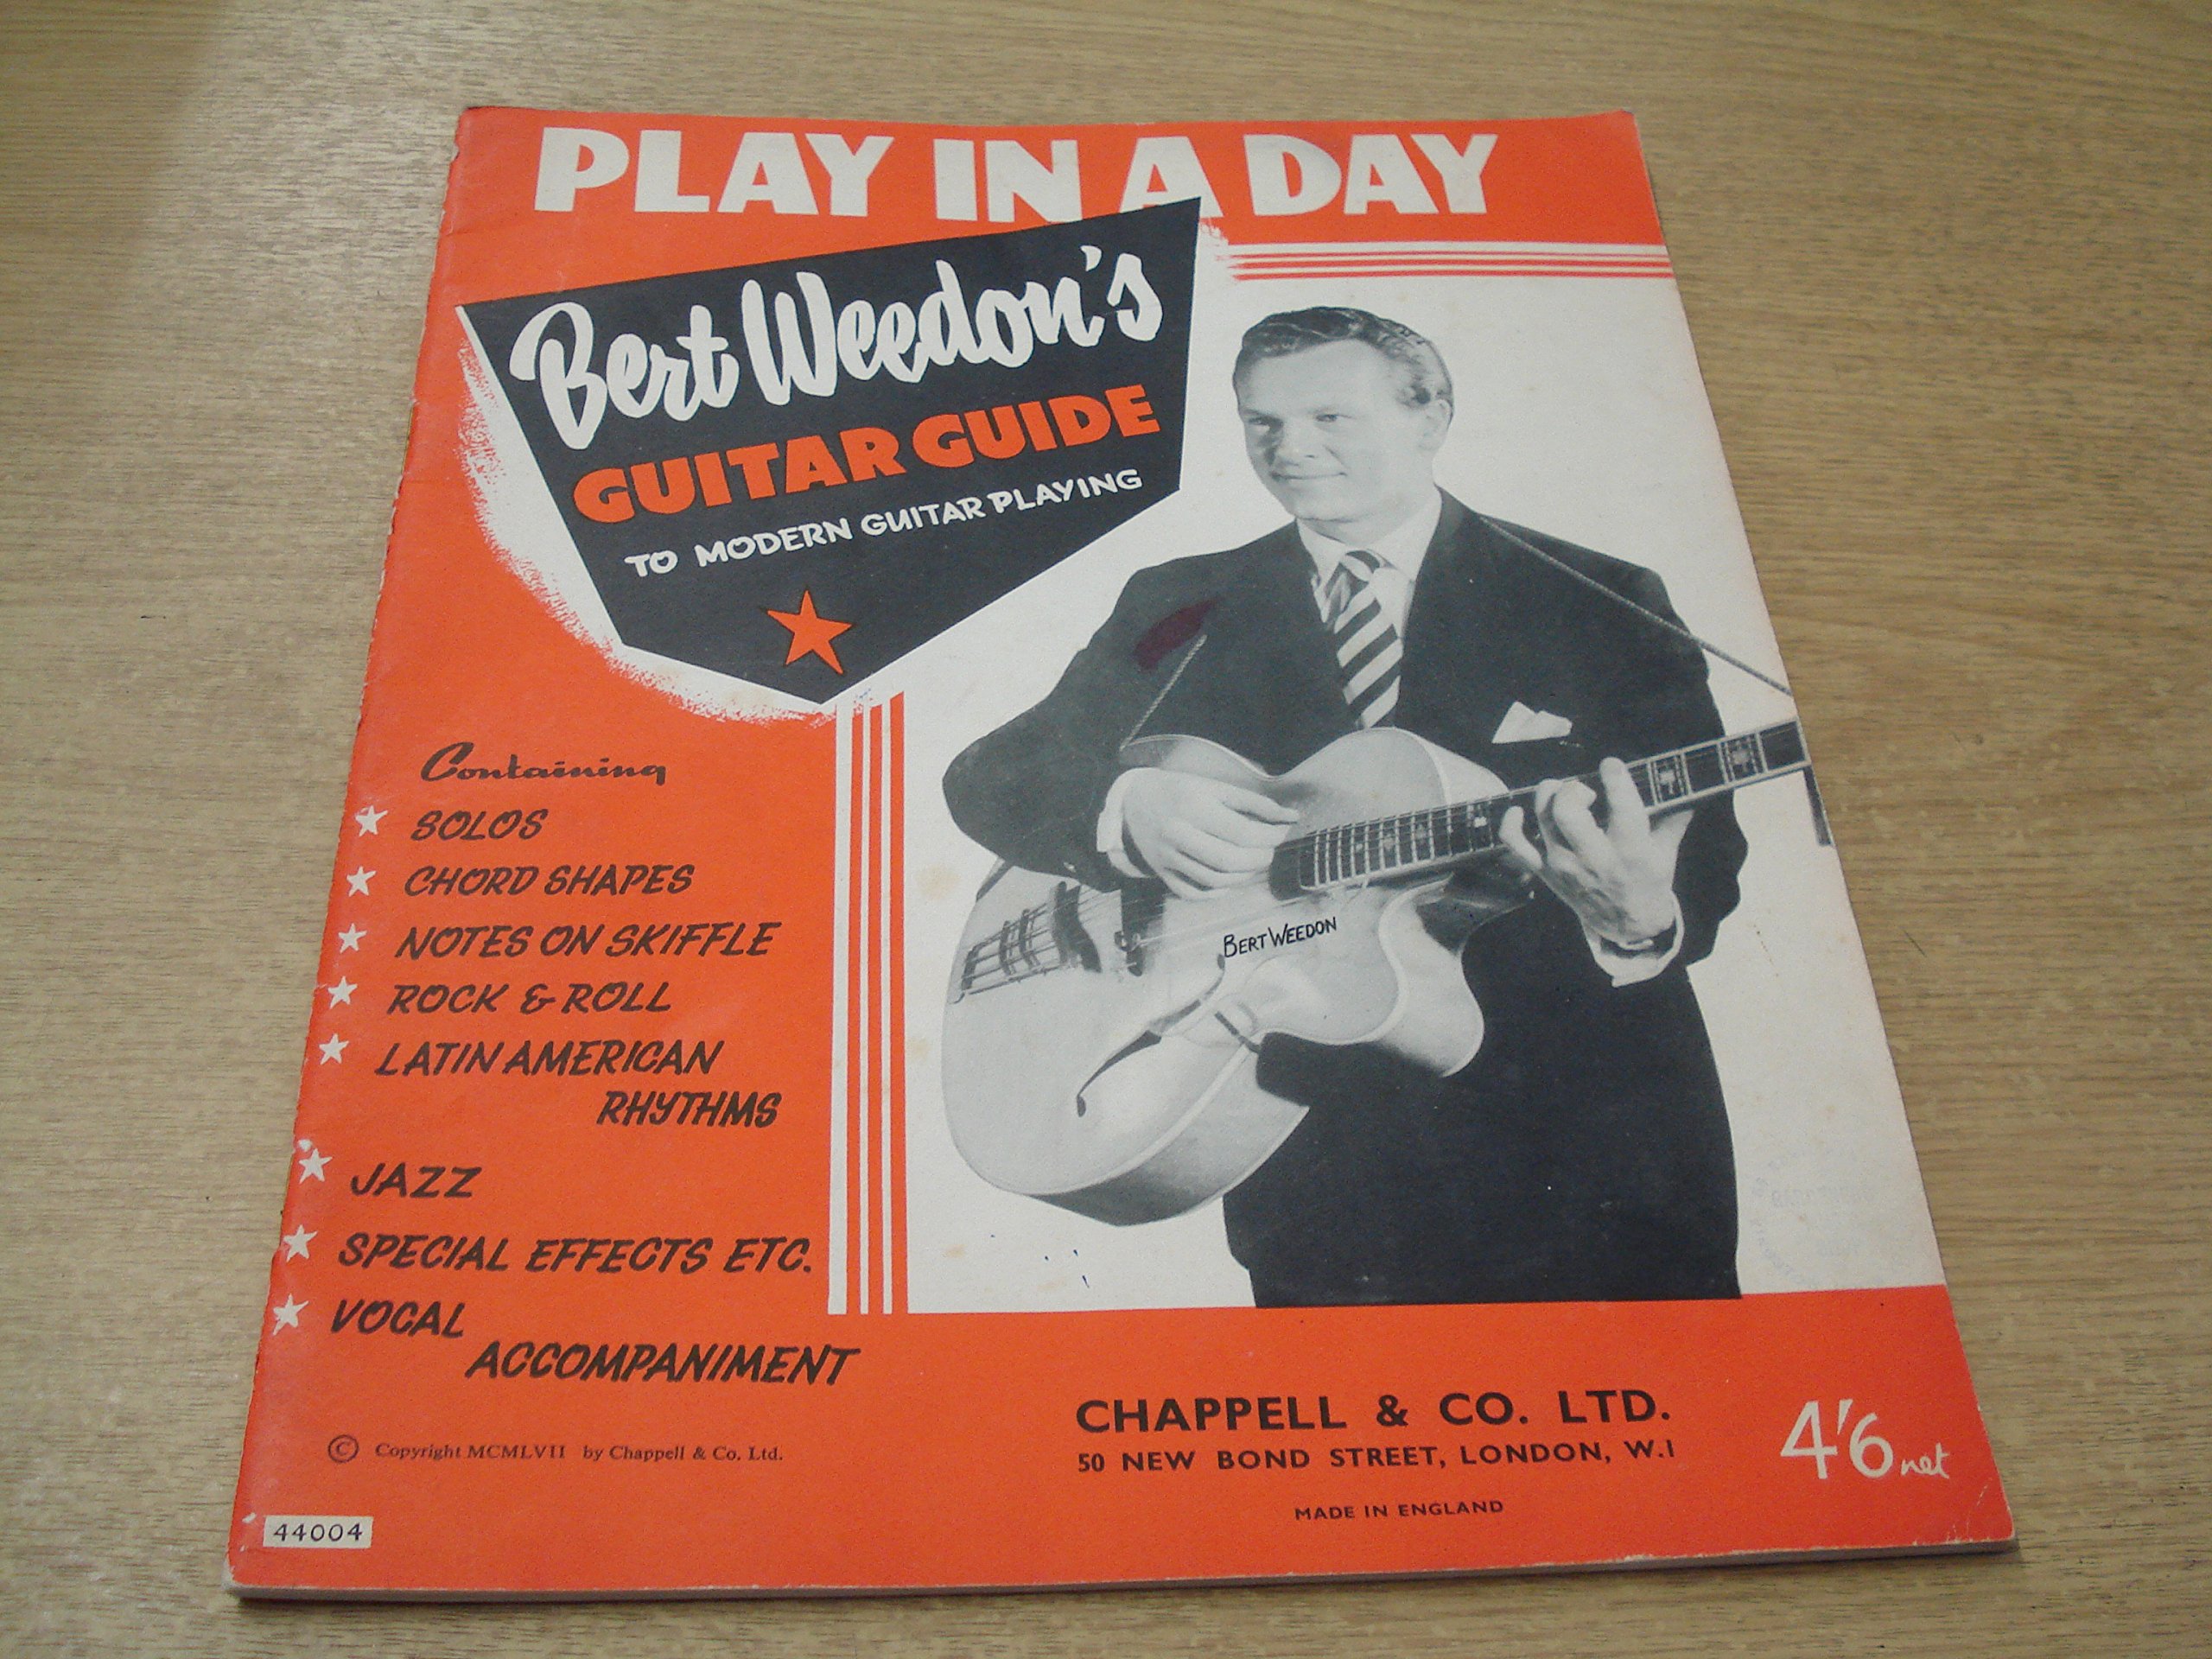 PLAY IN A DAY
Bert Weedon's
GUITAR GUIDE
TO MODERN GUITAR PLAYING
Containing
SOLOS
CHORD SHAPES
NOTES ON SKIFFLE
ROCK & ROLL
LATIN AMERICAN
RHYTHMS
JAZZ
SPECIAL EFFECTS ETC.
VOCAL
ACCOMPANIMENT
BERT WEEDON
© Copyright MCMLVII by Chappell & Co. Ltd.
44004
CHAPPELL & CO. LTD.
50 NEW BOND STREET, LONDON, W.1
MADE IN ENGLAND
4'6 net